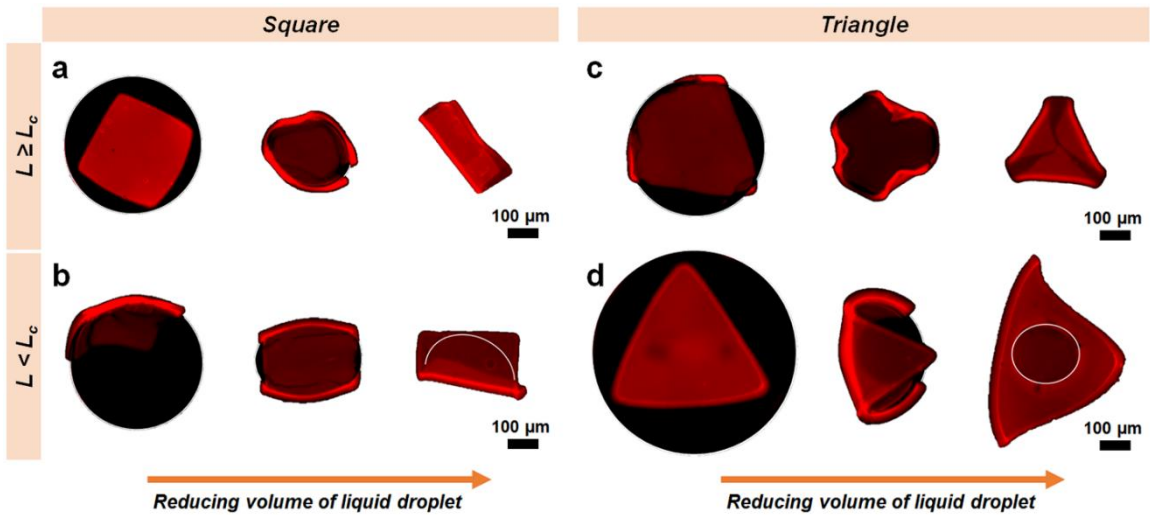 Square
Triangle
L ≥ Lc
a
c
100 µm
100 µm
L < Lc
b
d
100 µm
100 µm
Reducing volume of liquid droplet
Reducing volume of liquid droplet